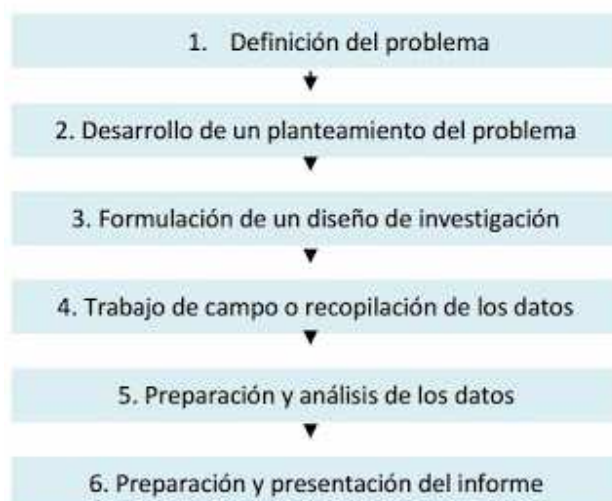 1. Definición del problema
2. Desarrollo de un planteamiento del problema
3. Formulación de un diseño de investigación
4. Trabajo de campo o recopilación de los datos
5. Preparación y análisis de los datos
6. Preparación y presentación del informe